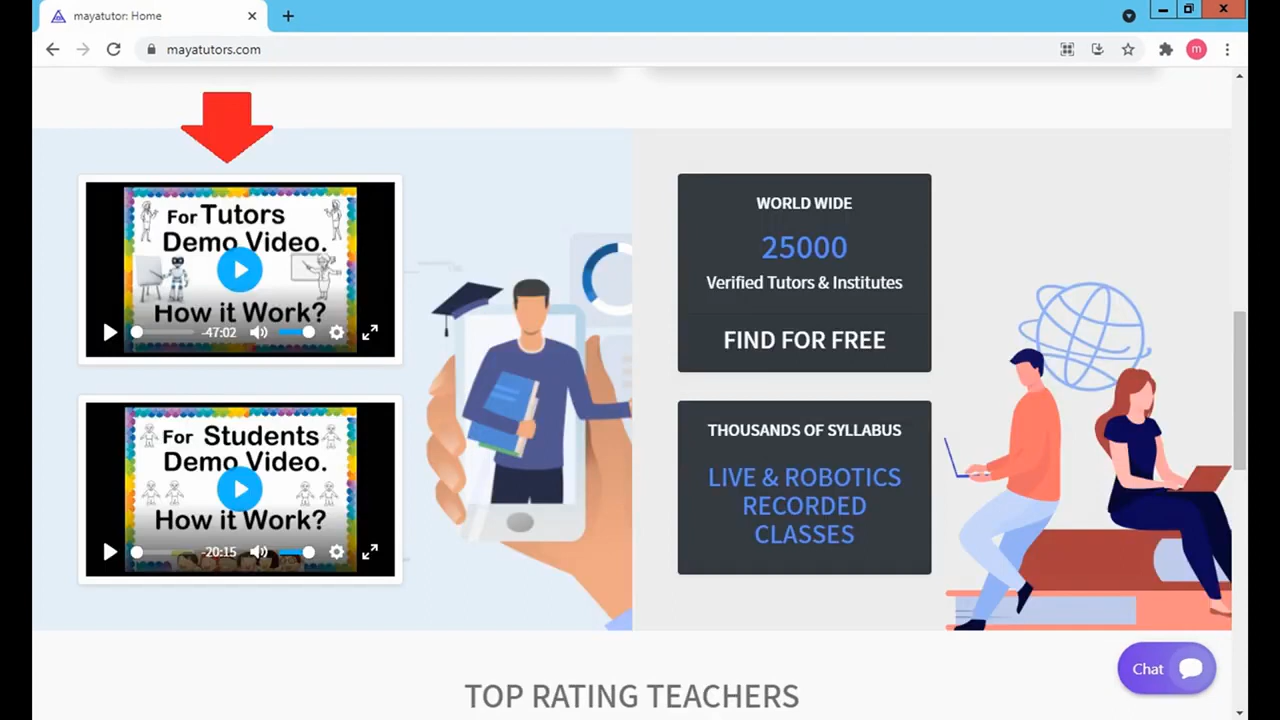 mayatutor: Home
mayatutors.com
m
For Tutors
Demo Video.
How it Work?
-47:02
For Students
Demo Video.
How it Work?
-20:15
WORLD WIDE
25000
Verified Tutors & Institutes
FIND FOR FREE
THOUSANDS OF SYLLABUS
LIVE & ROBOTICS
RECORDED
CLASSES
Chat
TOP RATING TEACHERS